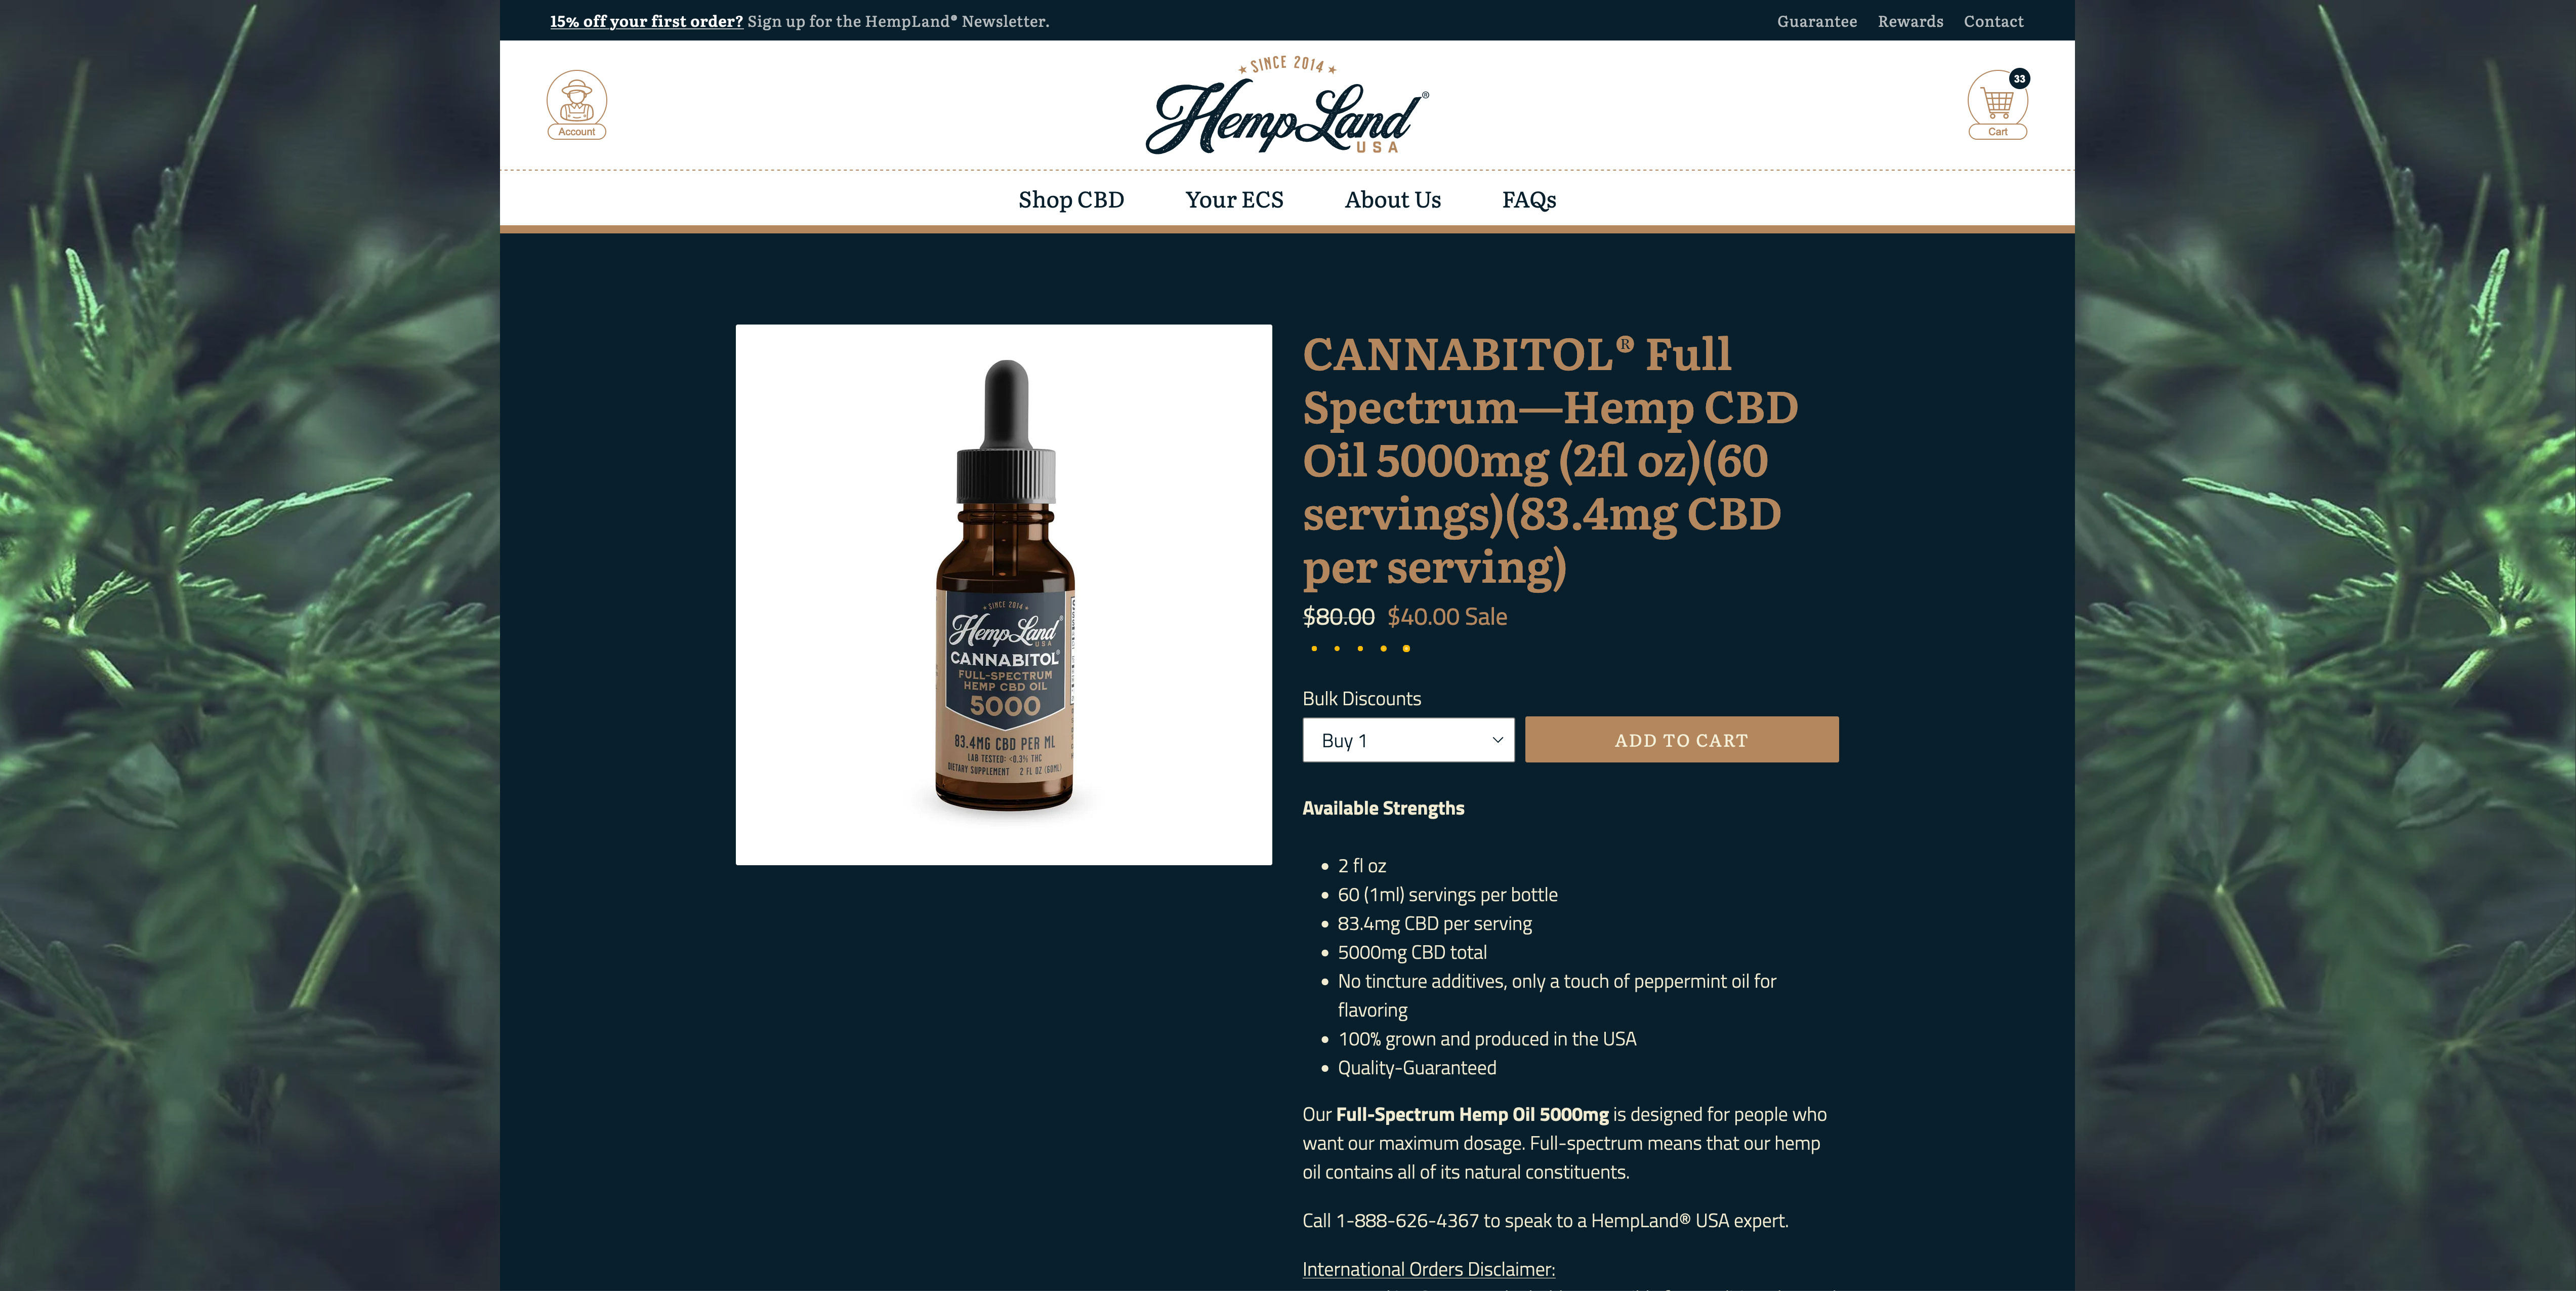 15% off your first order? Sign up for the HempLand® Newsletter.
Guarantee Rewards Contact
Account
★ SINCE 2014 ★
HempLand®
USA
33
Cart
Shop CBD Your ECS About Us FAQs
★ SINCE 2014 ★
HempLand®
USA
CANNABITOL®
FULL-SPECTRUM
HEMP CBD OIL
5000
83.4MG CBD PER ML
LAB TESTED: <0.3% THC
DIETARY SUPPLEMENT 2 FL OZ (60ML)
CANNABITOL® Full
Spectrum—Hemp CBD
Oil 5000mg (2fl oz)(60
servings)(83.4mg CBD
per serving)
$80.00 $40.00 Sale
Bulk Discounts
Buy 1
ADD TO CART
Available Strengths
• 2 fl oz
• 60 (1ml) servings per bottle
• 83.4mg CBD per serving
• 5000mg CBD total
• No tincture additives, only a touch of peppermint oil for
flavoring
• 100% grown and produced in the USA
• Quality-Guaranteed
Our Full-Spectrum Hemp Oil 5000mg is designed for people who
want our maximum dosage. Full-spectrum means that our hemp
oil contains all of its natural constituents.
Call 1-888-626-4367 to speak to a HempLand® USA expert.
International Orders Disclaimer: